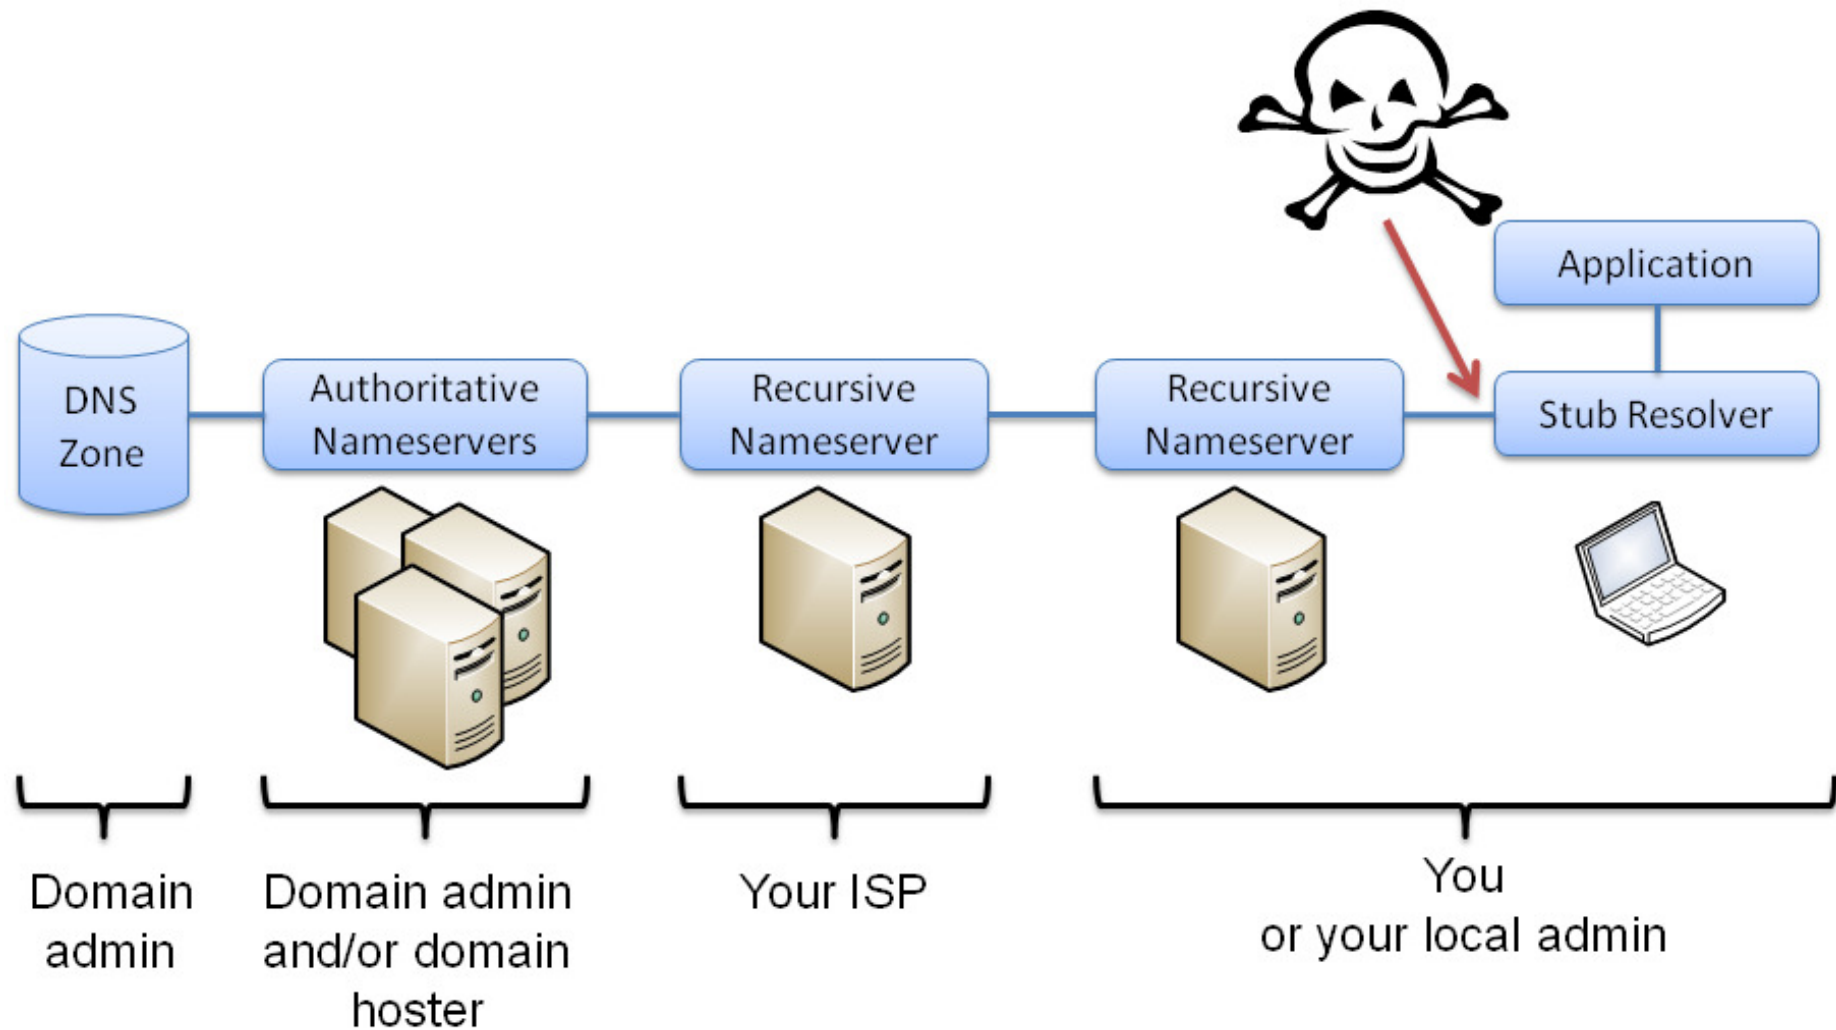 Application
DNS
Zone
Authoritative
Nameservers
Recursive
Nameserver
Recursive
Nameserver
Stub Resolver
Domain
admin
Domain admin
and/or domain
hoster
Your ISP
You
or your local admin